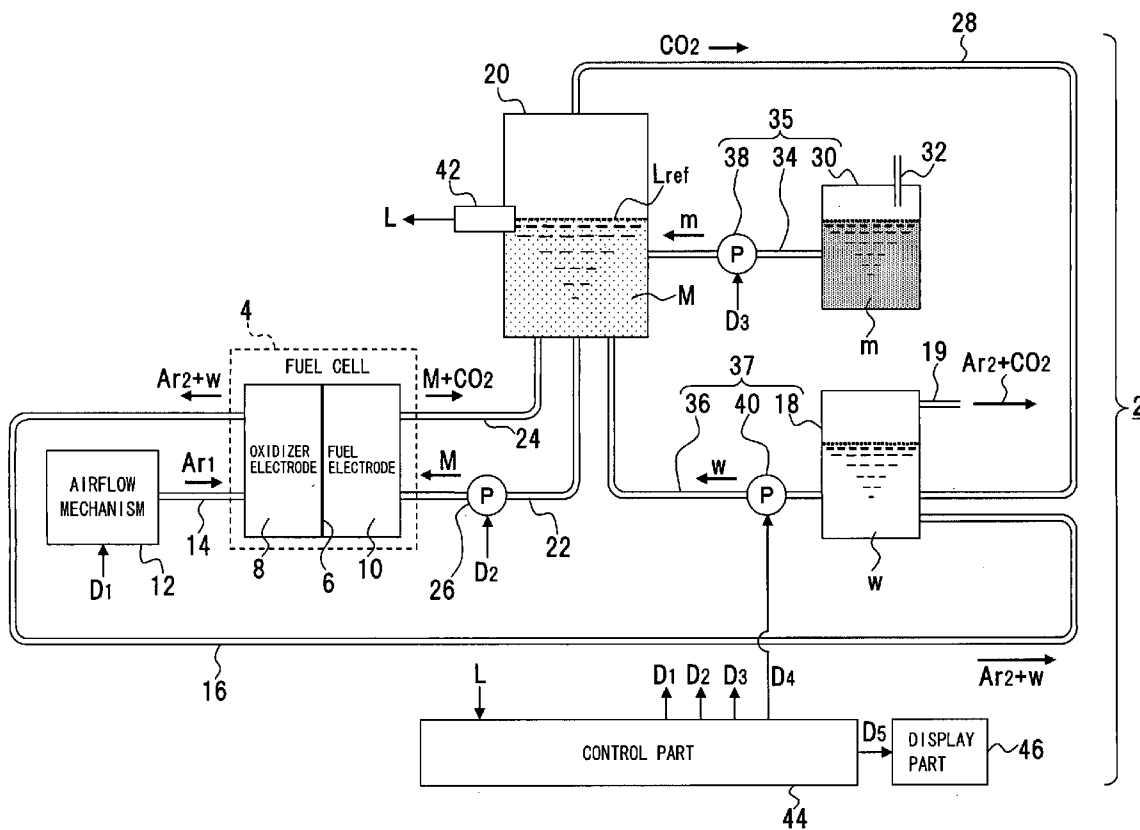 CO2
28
20
35
38
34
30
32
42
Lref
L
m
P
M
D3
m
4
FUEL CELL
Ar2+w
M+CO2
37
19
Ar2+CO2
36
40
18
2
24
OXIDIZER
ELECTRODE
FUEL
ELECTRODE
Ar1
M
w
AIRFLOW
MECHANISM
P
P
14
8
6
10
22
w
12
D1
26
D2
16
L
D1
D2
D3
D4
Ar2+w
CONTROL PART
D5
DISPLAY
PART
46
44